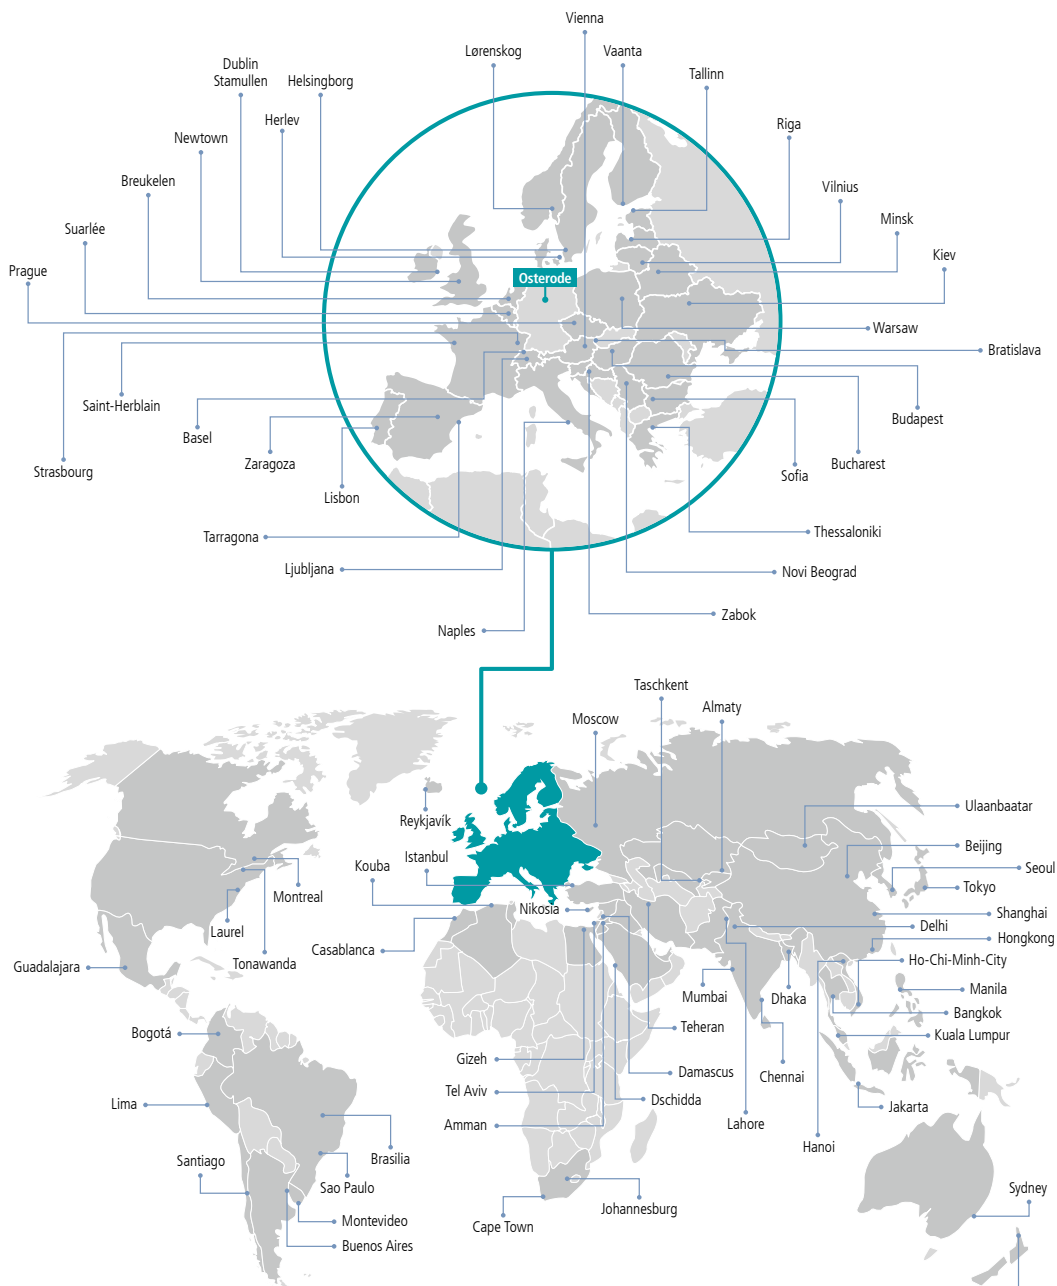 Vienna
Lørenskog
Vaanta
Dublin
Stamullen
Helsingborg
Tallinn
Herlev
Riga
Newtown
Breukelen
Vilnius
Suarlée
Minsk
Prague
Kiev
Osterode
Warsaw
Bratislava
Saint-Herblain
Budapest
Basel
Strasbourg
Zaragoza
Bucharest
Sofia
Lisbon
Tarragona
Thessaloniki
Ljubljana
Novi Beograd
Zabok
Naples
Taschkent
Almaty
Moscow
Ulaanbaatar
Reykjavík
Beijing
Istanbul
Kouba
Seoul
Montreal
Tokyo
Nikosia
Shanghai
Laurel
Delhi
Hongkong
Casablanca
Tonawanda
Ho-Chi-Minh-City
Guadalajara
Manila
Mumbai
Dhaka
Bangkok
Bogotá
Teheran
Kuala Lumpur
Gizeh
Damascus
Chennai
Tel Aviv
Dschidda
Lima
Jakarta
Amman
Lahore
Hanoi
Brasilia
Santiago
Sao Paulo
Sydney
Johannesburg
Montevideo
Cape Town
Buenos Aires